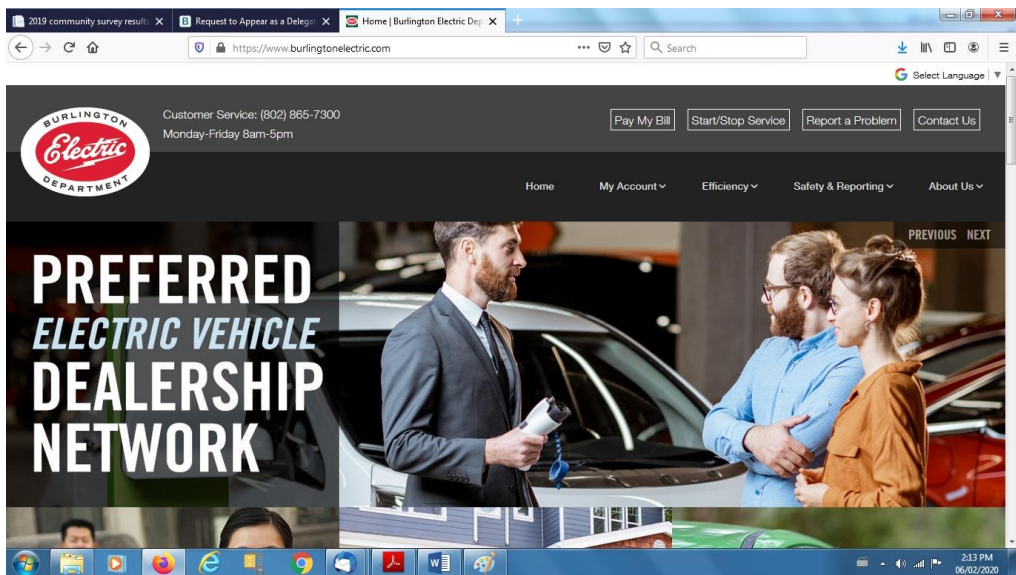 2019 community survey results
Request to Appear as a Delegat
Home | Burlington Electric Dep
https://www.burlingtonelectric.com
Search
Select Language
BURLINGTON
Electric
DEPARTMENT
Customer Service: (802) 865-7300
Monday-Friday 8am-5pm
Pay My Bill
Start/Stop Service
Report a Problem
Contact Us
Home
My Account
Efficiency
Safety & Reporting
About Us
PREVIOUS NEXT
PREFERRED
ELECTRIC VEHICLE
DEALERSHIP
NETWORK
2:13 PM
06/02/2020